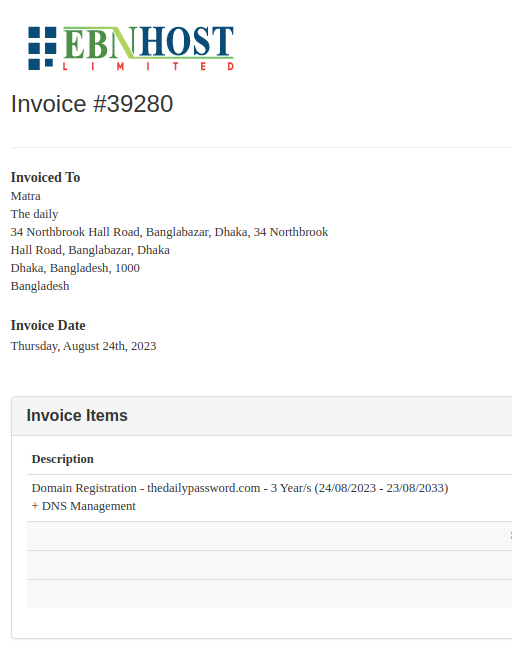 EBNHOST
LIMITED
Invoice #39280
Invoiced To
Matra
The daily
34 Northbrook Hall Road, Banglabazar, Dhaka, 34 Northbrook
Hall Road, Banglabazar, Dhaka
Dhaka, Bangladesh, 1000
Bangladesh
Invoice Date
Thursday, August 24th, 2023
Invoice Items
Description
Domain Registration - thedailypassword.com - 3 Year/s (24/08/2023 - 23/08/2033)
+ DNS Management